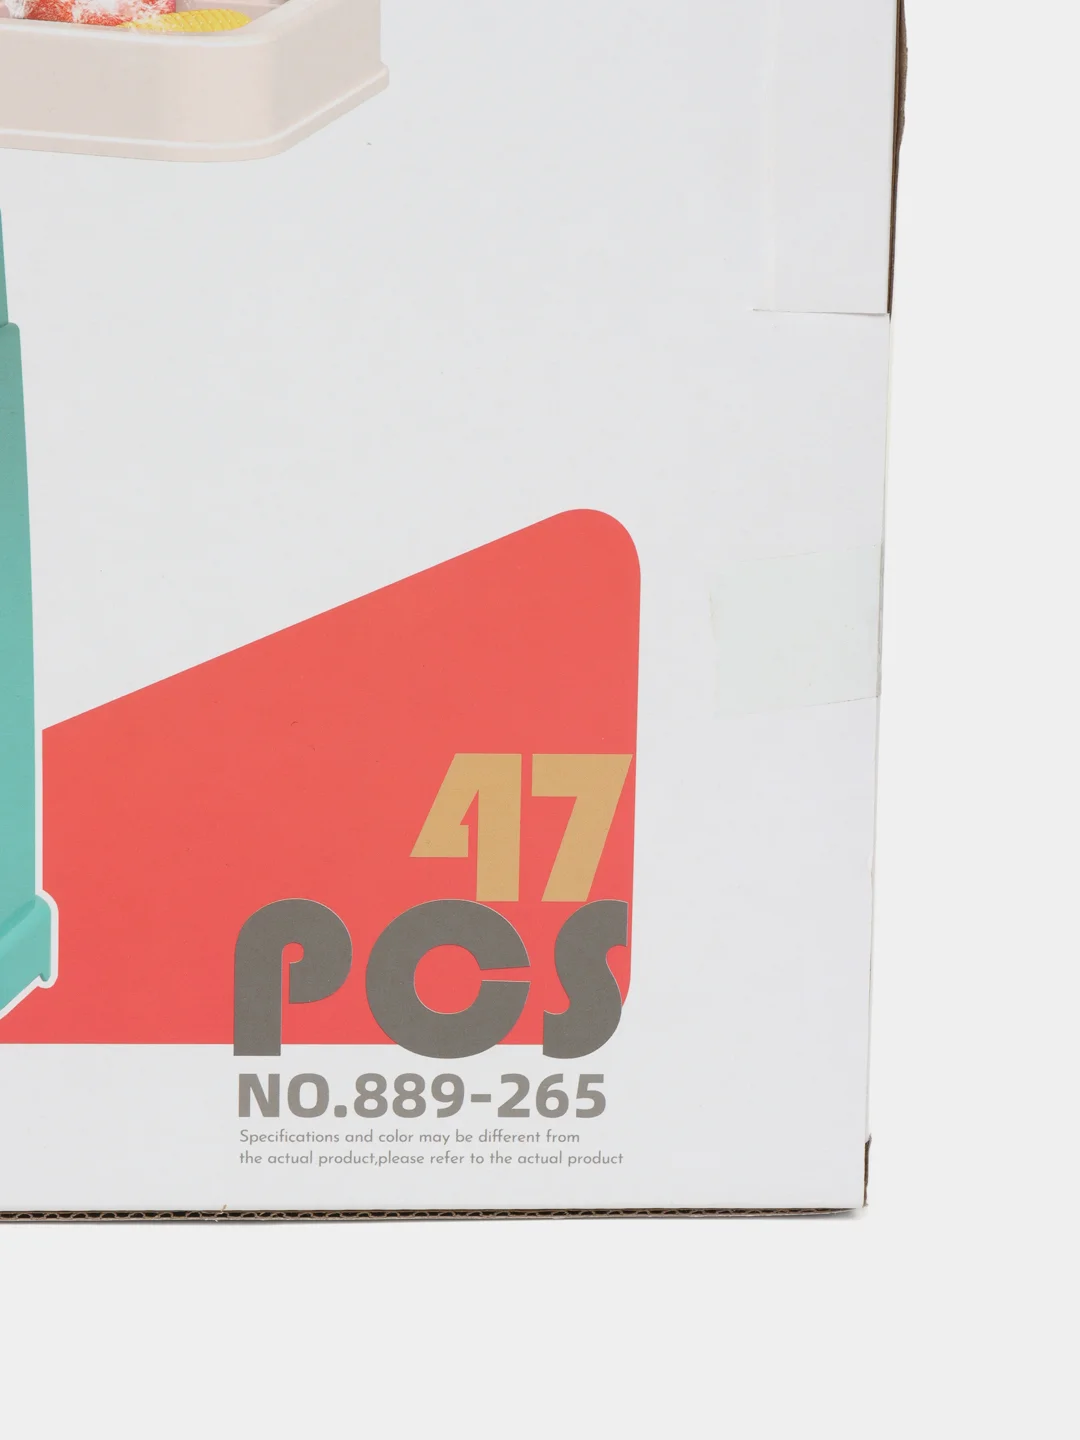 47
PCS
NO.889-265
Specifications and color may be different from
the actual product,please refer to the actual product